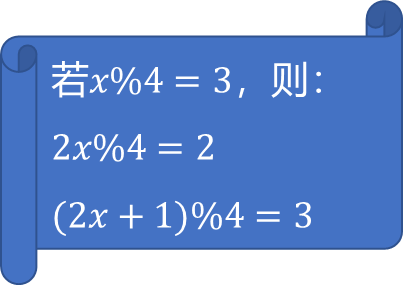 若x%4 = 3，则：
2x%4 = 2
(2x + 1)%4 = 3